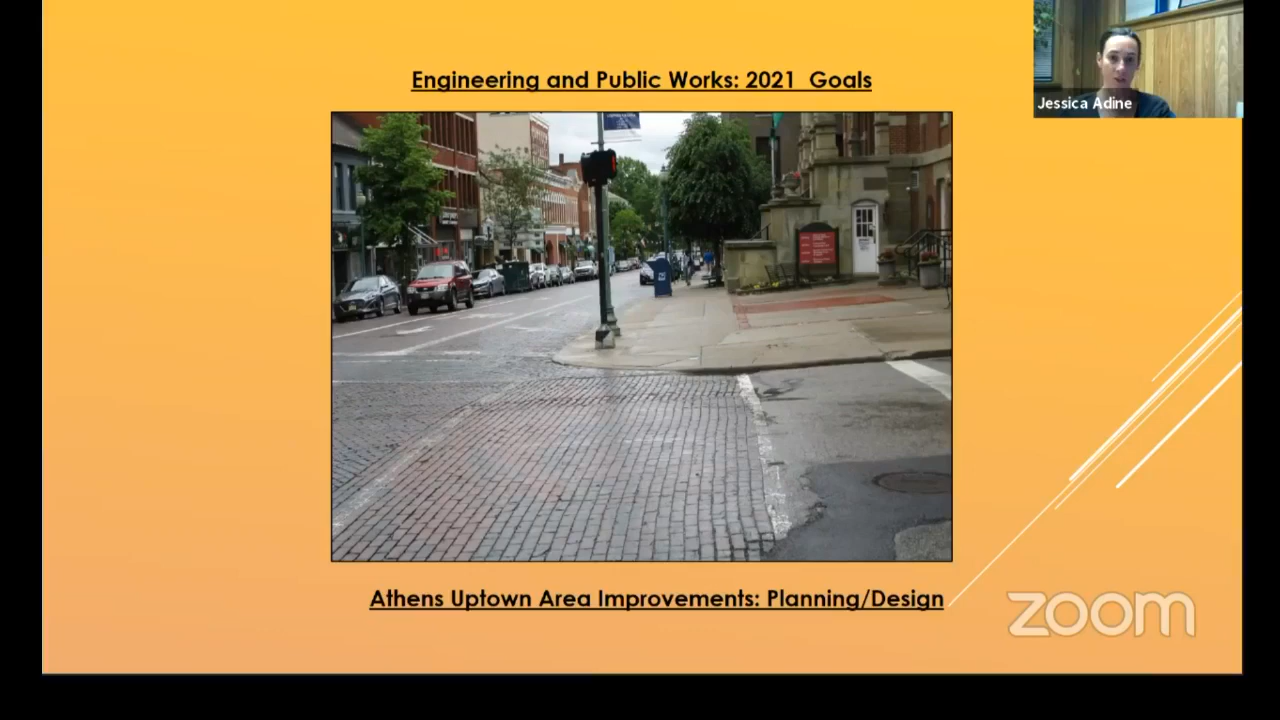 Engineering and Public Works: 2021 Goals
Jessica Adine
Athens Uptown Area Improvements: Planning/Design
zoom